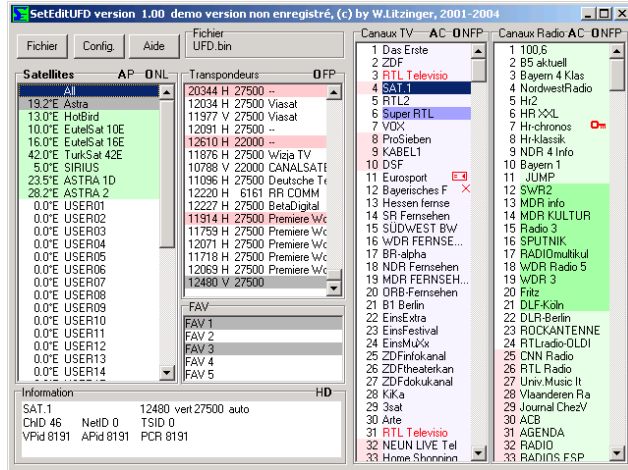 SetEditUFD version 1.00 demo version non enregistré, (c) by W.Litzinger, 2001-2004
Fichier
Config.
Aide
Fichier
UFD.bin
Satellites AP ONL
All
19.2°E Astra
13.0°E HotBird
10.0°E EutelSat 10E
16.0°E EutelSat 16E
42.0°E TurkSat 42E
5.0°E SIRIUS
23.5°E ASTRA 1D
28.2°E ASTRA 2
0.0°E USER01
0.0°E USER02
0.0°E USER03
0.0°E USER04
0.0°E USER05
0.0°E USER06
0.0°E USER07
0.0°E USER08
0.0°E USER09
0.0°E USER10
0.0°E USER11
0.0°E USER12
0.0°E USER13
0.0°E USER14
Transpondeurs OFP
20344 H 27500 --
12034 H 27500 Viasat
11977 V 27500 Viasat
12091 H 27500 --
12610 H 22000 --
11876 H 27500 Wizja TV
10788 V 22000 CANALSATE
11096 H 27500 Deutsche Te
12220 H 6161 RR COMM
12227 H 27500 BetaDigital
11914 H 27500 Premiere Wo
11759 H 27500 Premiere Wo
12071 H 27500 Premiere Wo
11718 H 27500 Premiere Wo
12069 H 27500 Premiere Wo
12480 V 27500
FAV
FAV 1
FAV 2
FAV 3
FAV 4
FAV 5
Information HD
SAT.1 12480 vert 27500 auto
ChID 46 NetID 0 TSID 0
VPid 8191 APid 8191 PCR 8191
Canaux TV AC ONFP
1 Das Erste
2 ZDF
3 RTL Televisio
4 SAT.1
5 RTL2
6 Super RTL
7 VOX
8 ProSieben
9 KABEL1
10 DSF
11 Eurosport
12 Bayerisches F
13 Hessen fernse
14 SR Fernsehen
15 SÜDWEST BW
16 WDR FERNSE...
17 BR-alpha
18 NDR Fernsehen
19 MDR FERNSEH...
20 ORB-Fernsehen
21 B1 Berlin
22 EinsExtra
23 EinsFestival
24 EinsMuXx
25 ZDFinfokanal
26 ZDFtheaterkan
27 ZDFdokukanal
28 KiKa
29 3sat
30 Arte
31 RTL Televisio
32 NEUN LIVE Tel
33 Home Shopping
Canaux Radio AC ONFP
1 100,6
2 B5 aktuell
3 Bayern 4 Klas
4 NordwestRadio
5 Hr2
6 HR XXL
7 Hr-chronos
8 Hr-klassik
9 NDR 4 Info
10 Bayern 1
11 JUMP
12 SWR2
13 MDR info
14 MDR KULTUR
15 Radio 3
16 SPUTNIK
17 RADIOmultikul
18 WDR Radio 5
19 WDR 3
20 Fritz
21 DLF-Köln
22 DLR-Berlin
23 ROCKANTENNE
24 RTLradio-OLDI
25 CNN Radio
26 RTL Radio
27 Univ.Music It
28 Vlaanderen Ra
29 Journal ChezV
30 ACB
31 AGENDA
32 RADIO
33 RADIOS ESP